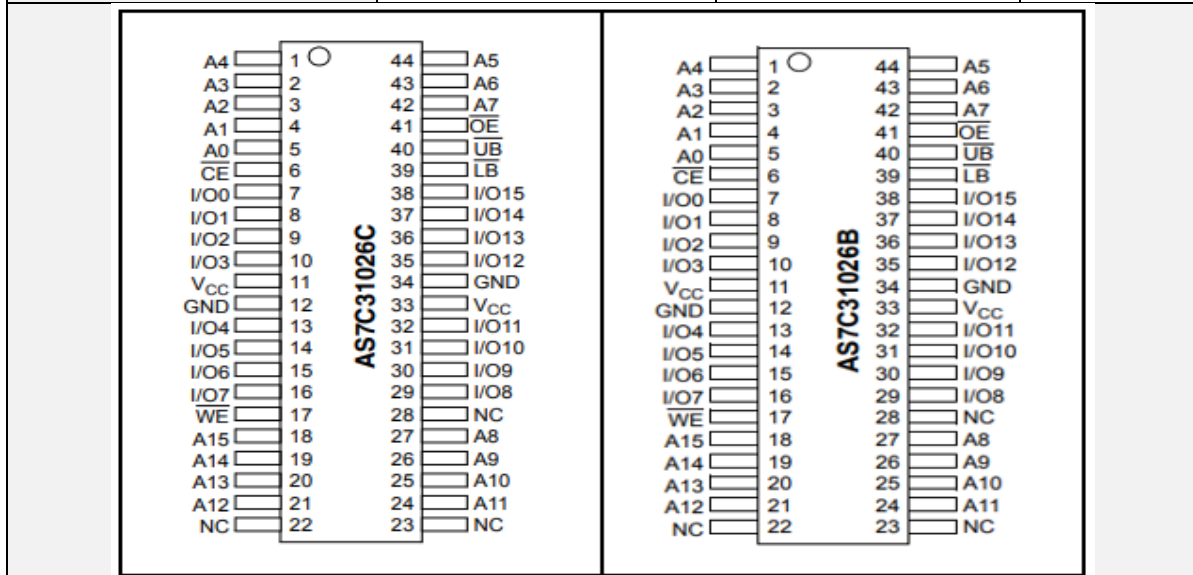 A4 1 44 A5
A3 2 43 A6
A2 3 42 A7
A1 4 41 OE
A0 5 40 UB
CE 6 39 LB
I/O0 7 38 I/O15
I/O1 8 37 I/O14
I/O2 9 36 I/O13
I/O3 10 35 I/O12
VCC 11 34 GND
GND 12 33 VCC
I/O4 13 32 I/O11
I/O5 14 31 I/O10
I/O6 15 30 I/O9
I/O7 16 29 I/O8
WE 17 28 NC
A15 18 27 A8
A14 19 26 A9
A13 20 25 A10
A12 21 24 A11
NC 22 23 NC
AS7C31026C
A4 1 44 A5
A3 2 43 A6
A2 3 42 A7
A1 4 41 OE
A0 5 40 UB
CE 6 39 LB
I/O0 7 38 I/O15
I/O1 8 37 I/O14
I/O2 9 36 I/O13
I/O3 10 35 I/O12
VCC 11 34 GND
GND 12 33 VCC
I/O4 13 32 I/O11
I/O5 14 31 I/O10
I/O6 15 30 I/O9
I/O7 16 29 I/O8
WE 17 28 NC
A15 18 27 A8
A14 19 26 A9
A13 20 25 A10
A12 21 24 A11
NC 22 23 NC
AS7C31026B